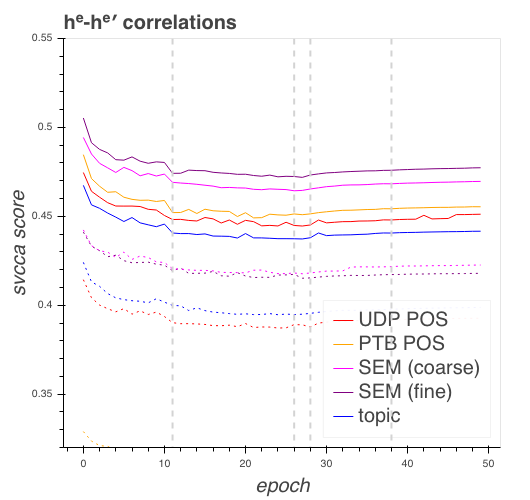 hᵉ-hᵉ′ correlations
0.55
0.5
0.45
0.4
0.35
svcca score
UDP POS
PTB POS
SEM (coarse)
SEM (fine)
topic
0 10 20 30 40 50
epoch